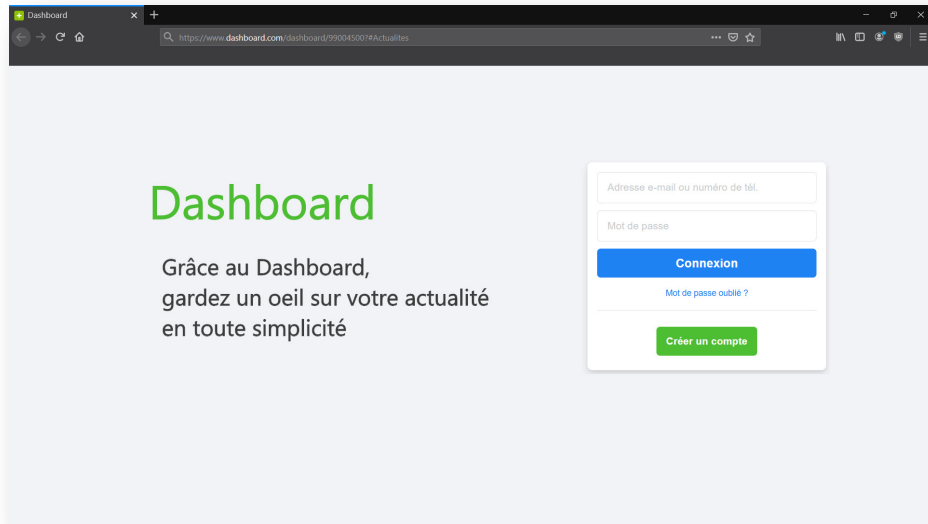 Dashboard
https://www.dashboard.com/dashboard/99004500?#Actualites
Dashboard
Grâce au Dashboard,
gardez un oeil sur votre actualité
en toute simplicité
Adresse e-mail ou numéro de tél.
Mot de passe
Connexion
Mot de passe oublié ?
Créer un compte